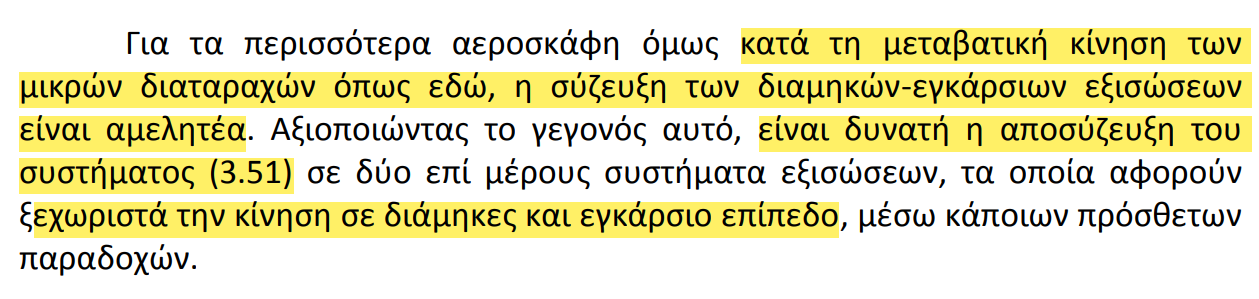 Για τα περισσότερα αεροσκάφη όμως κατά τη μεταβατική κίνηση των
μικρών διαταραχών όπως εδώ, η σύζευξη των διαμηκών-εγκάρσιων εξισώσεων
είναι αμελητέα. Αξιοποιώντας το γεγονός αυτό, είναι δυνατή η αποσύζευξη του
συστήματος (3.51) σε δύο επί μέρους συστήματα εξισώσεων, τα οποία αφορούν
ξεχωριστά την κίνηση σε διάμηκες και εγκάρσιο επίπεδο, μέσω κάποιων πρόσθετων
παραδοχών.